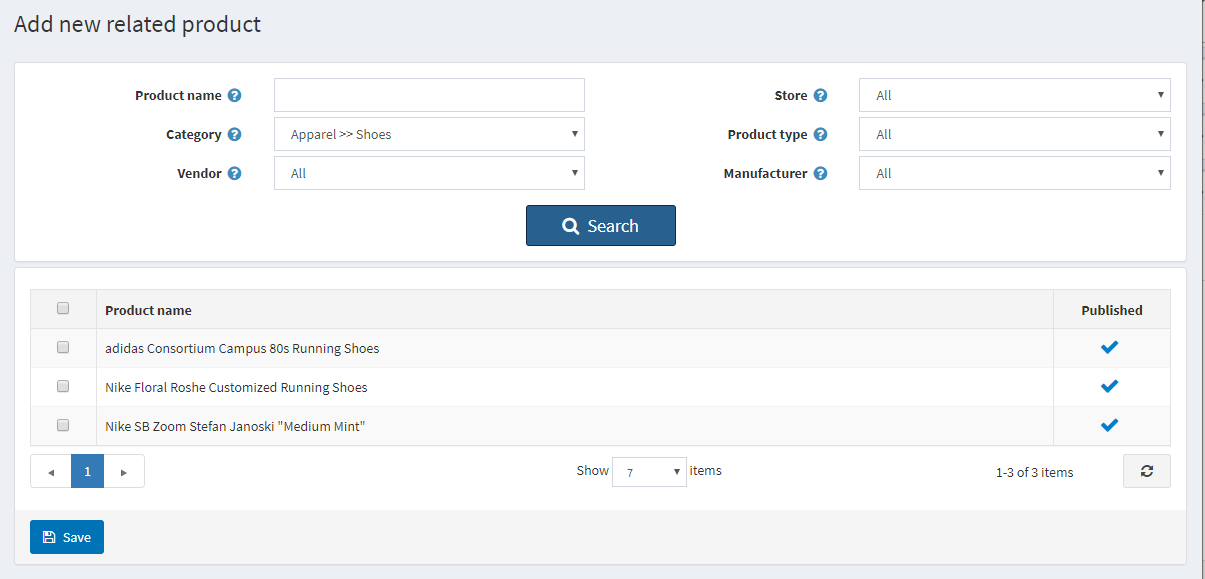 Add new related product
Product name
Store
All
Category
Apparel >> Shoes
Product type
All
Vendor
All
Manufacturer
All
Search
Product name
Published
adidas Consortium Campus 80s Running Shoes
Nike Floral Roshe Customized Running Shoes
Nike SB Zoom Stefan Janoski "Medium Mint"
1
Show 7 items
1-3 of 3 items
Save